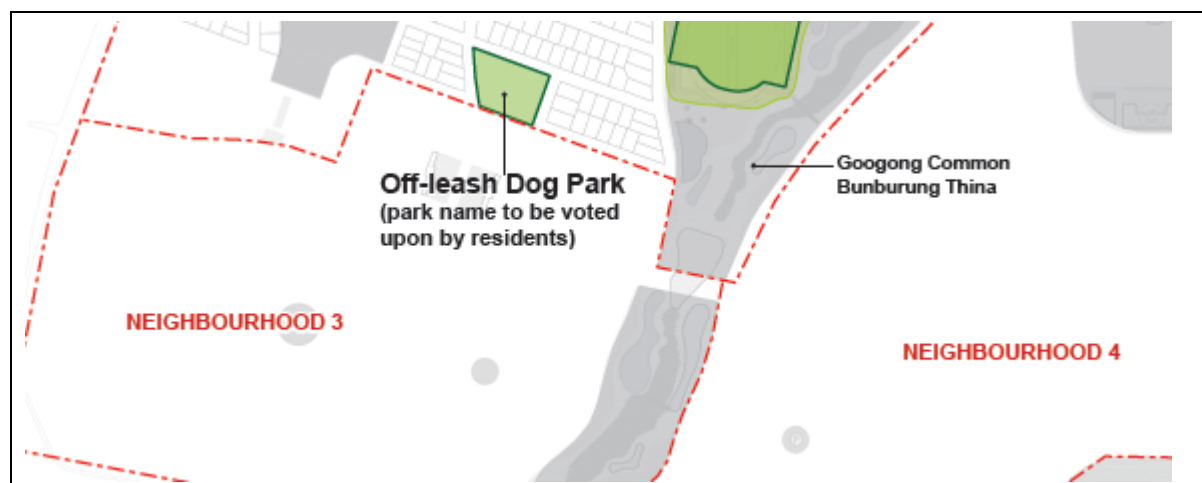 Off-leash Dog Park
(park name to be voted
upon by residents)
Googong Common
Bunburung Thina
NEIGHBOURHOOD 3
NEIGHBOURHOOD 4